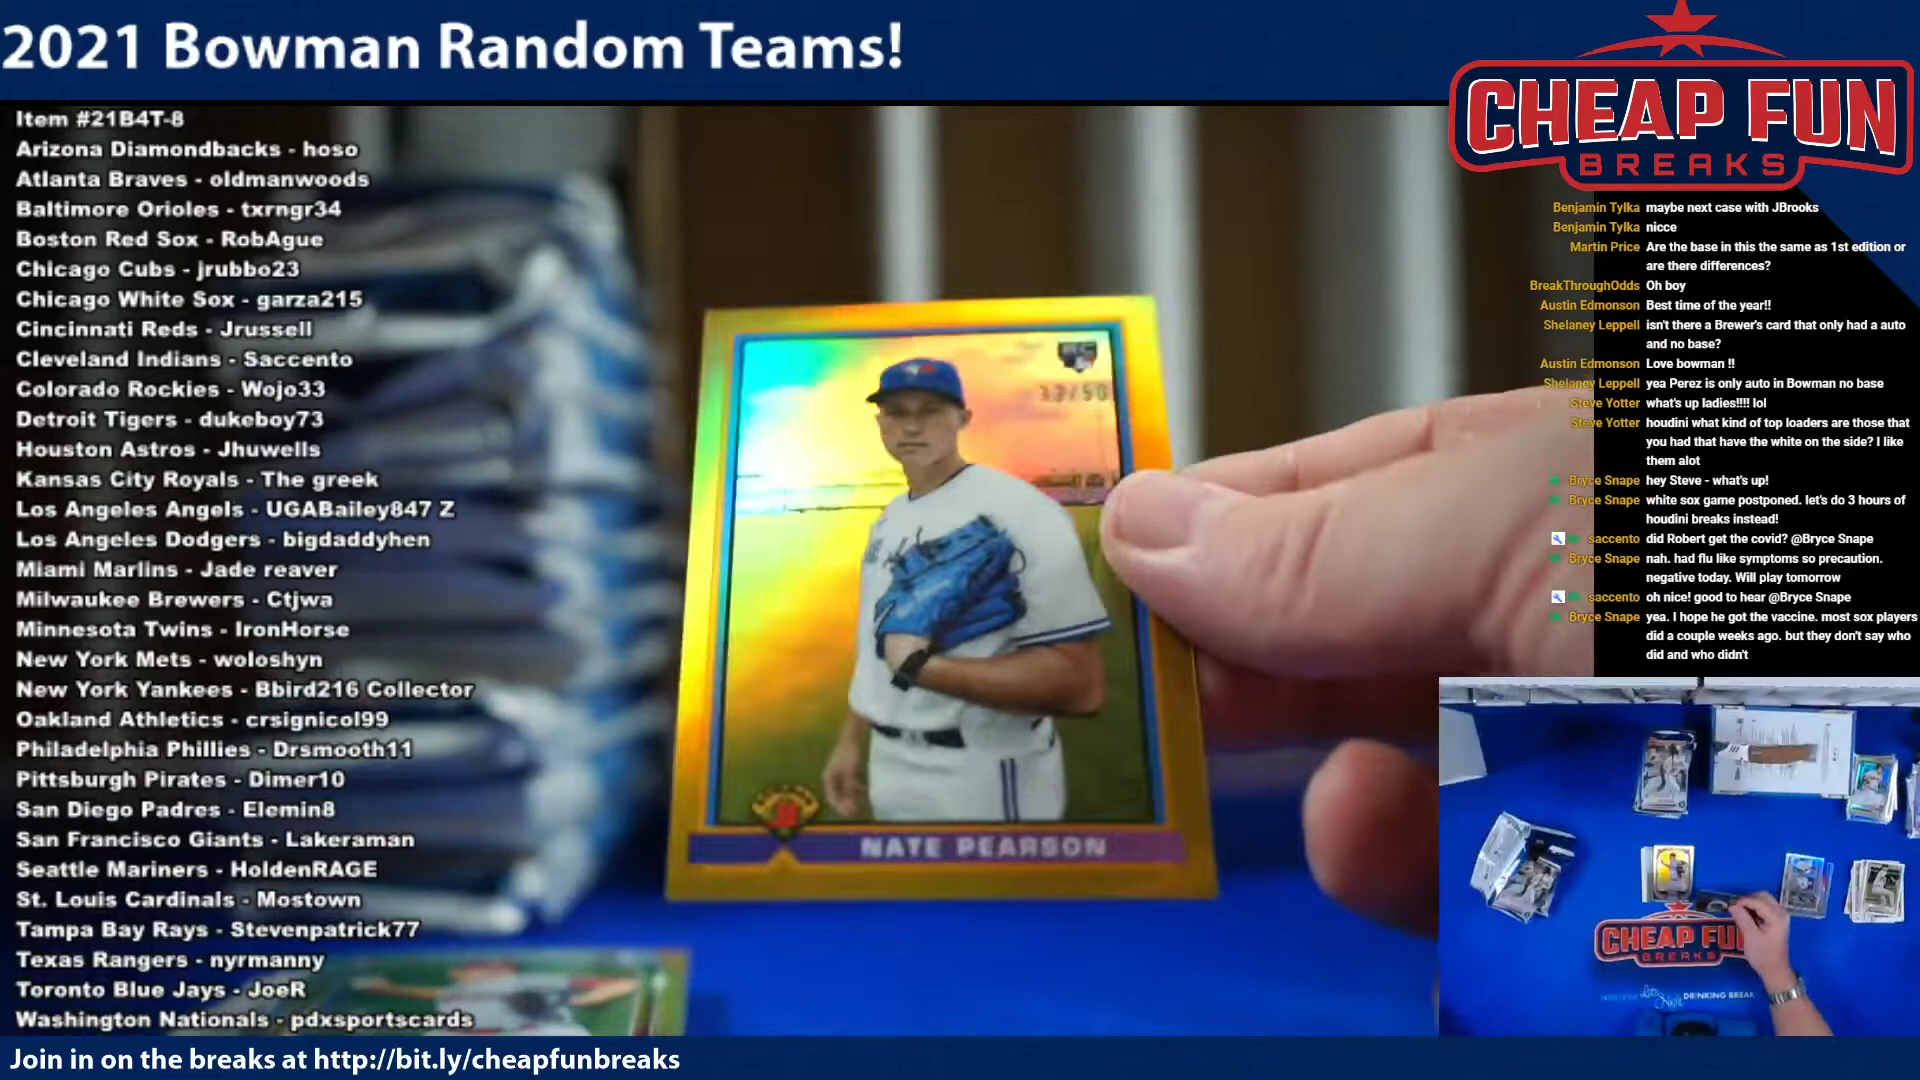 2021 Bowman Random Teams!
CHEAP FUN
BREAKS
Item #21B4T-8
Arizona Diamondbacks - hoso
Atlanta Braves - oldmanwoods
Baltimore Orioles - txrngr34
Boston Red Sox - RobAgue
Chicago Cubs - jrubbo23
Chicago White Sox - garza215
Cincinnati Reds - Jrussell
Cleveland Indians - Saccento
Colorado Rockies - Wojo33
Detroit Tigers - dukeboy73
Houston Astros - Jhuwells
Kansas City Royals - The greek
Los Angeles Angels - UGABailey847 Z
Los Angeles Dodgers - bigdaddyhen
Miami Marlins - Jade reaver
Milwaukee Brewers - Ctjwa
Minnesota Twins - IronHorse
New York Mets - woloshyn
New York Yankees - Bbird216 Collector
Oakland Athletics - crsignicol99
Philadelphia Phillies - Drsmooth11
Pittsburgh Pirates - Dimer10
San Diego Padres - Elemin8
San Francisco Giants - Lakeraman
Seattle Mariners - HoldenRAGE
St. Louis Cardinals - Mostown
Tampa Bay Rays - Stevenpatrick77
Texas Rangers - nyrmanny
Toronto Blue Jays - JoeR
Washington Nationals - pdxsportscards
RC
NATE PEARSON
Benjamin Tylka maybe next case with JBrooks
Benjamin Tylka nicce
Martin Price Are the base in this the same as 1st edition or
are there differences?
BreakThroughOdds Oh boy
Austin Edmonson Best time of the year!!
Shelaney Leppell isn't there a Brewer's card that only had a auto
and no base?
Austin Edmonson Love bowman !!
Shelaney Leppell yea Perez is only auto in Bowman no base
Steve Yotter what's up ladies!!!! lol
Steve Yotter houdini what kind of top loaders are those that
you had that have the white on the side? I like
them alot
Bryce Snape hey Steve - what's up!
Bryce Snape white sox game postponed. let's do 3 hours of
houdini breaks instead!
saccento did Robert get the covid? @Bryce Snape
Bryce Snape nah. had flu like symptoms so precaution.
negative today. Will play tomorrow
saccento oh nice! good to hear @Bryce Snape
Bryce Snape yea. I hope he got the vaccine. most sox players
did a couple weeks ago. but they don't say who
did and who didn't
CHEAP FU
BREAKS
DRINKING BREAK
Join in on the breaks at http://bit.ly/cheapfunbreaks